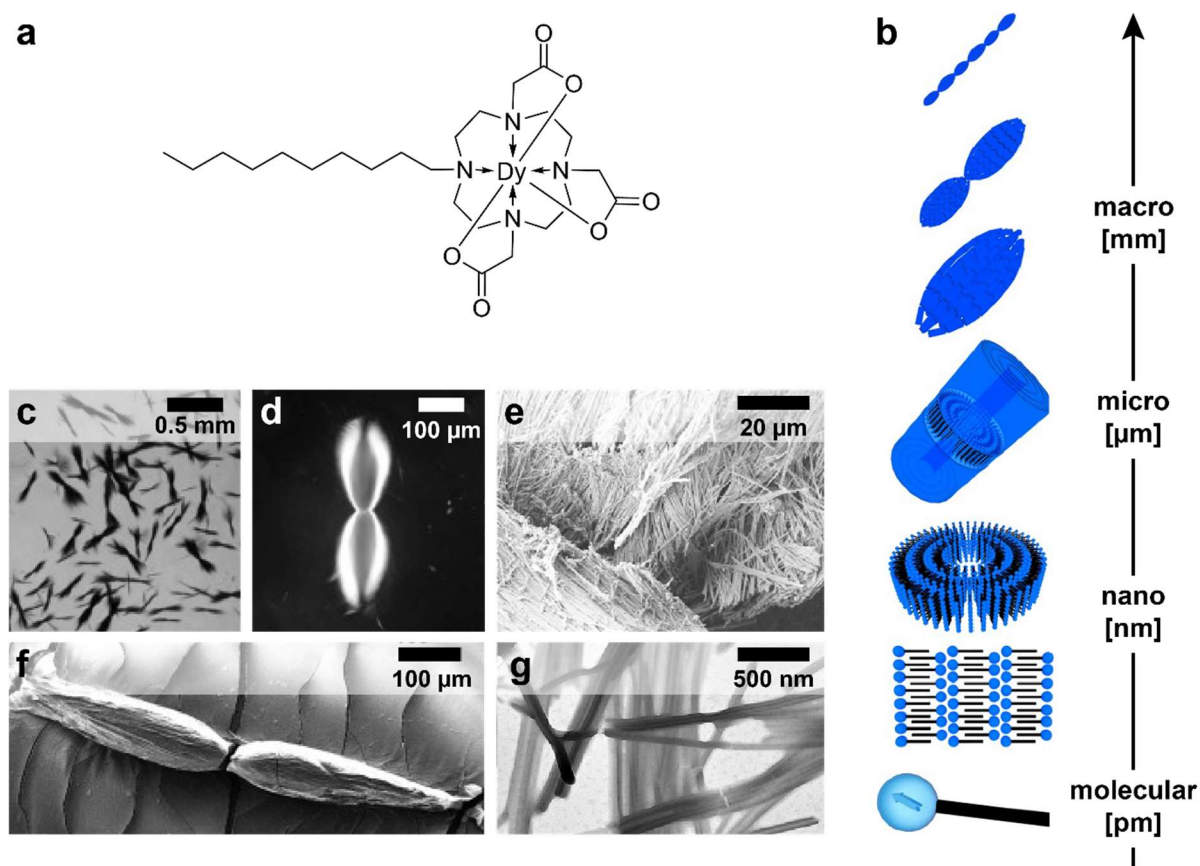 a
O
O
N
N
Dy
N
O
N
O
O
O
b
macro
[mm]
micro
[µm]
nano
[nm]
molecular
[pm]
c
0.5 mm
d
100 µm
e
20 µm
f
100 µm
g
500 nm